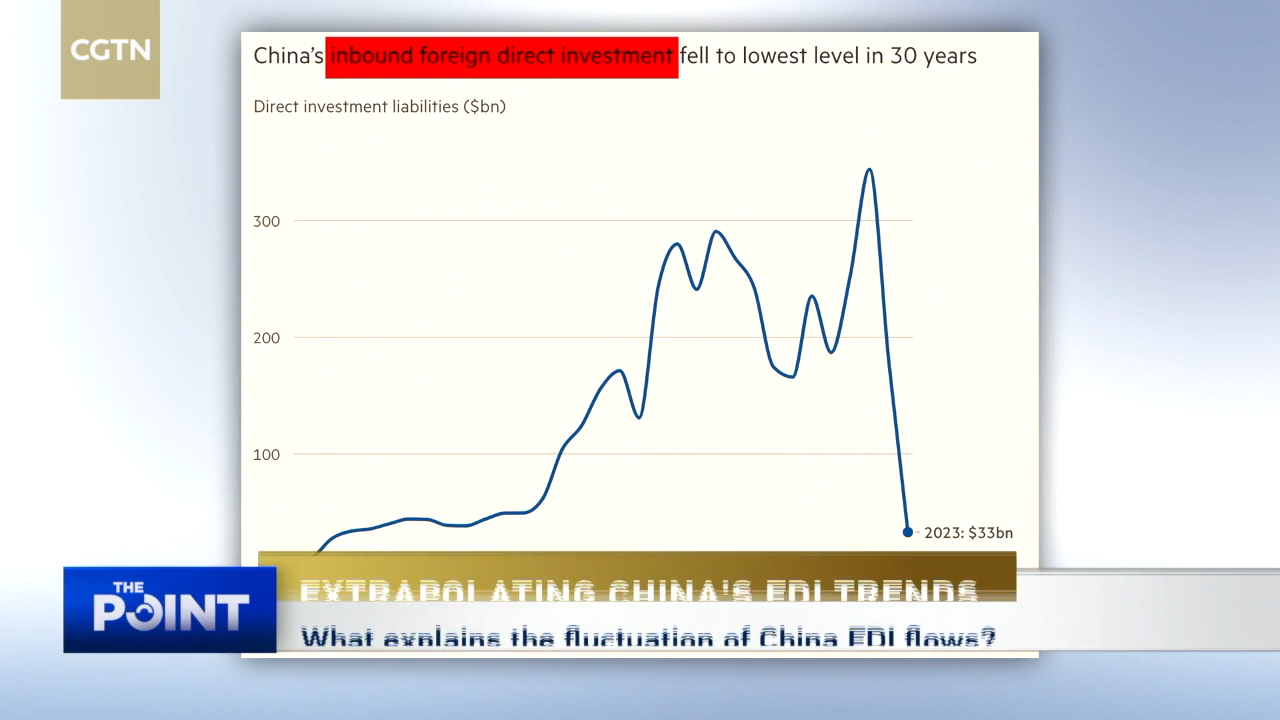 CGTN
China's inbound foreign direct investment fell to lowest level in 30 years
Direct investment liabilities ($bn)
300
200
100
2023: $33bn
THE
POINT
EXTRAPOLATING CHINA'S FDI TRENDS
What explains the fluctuation of China FDI flows?